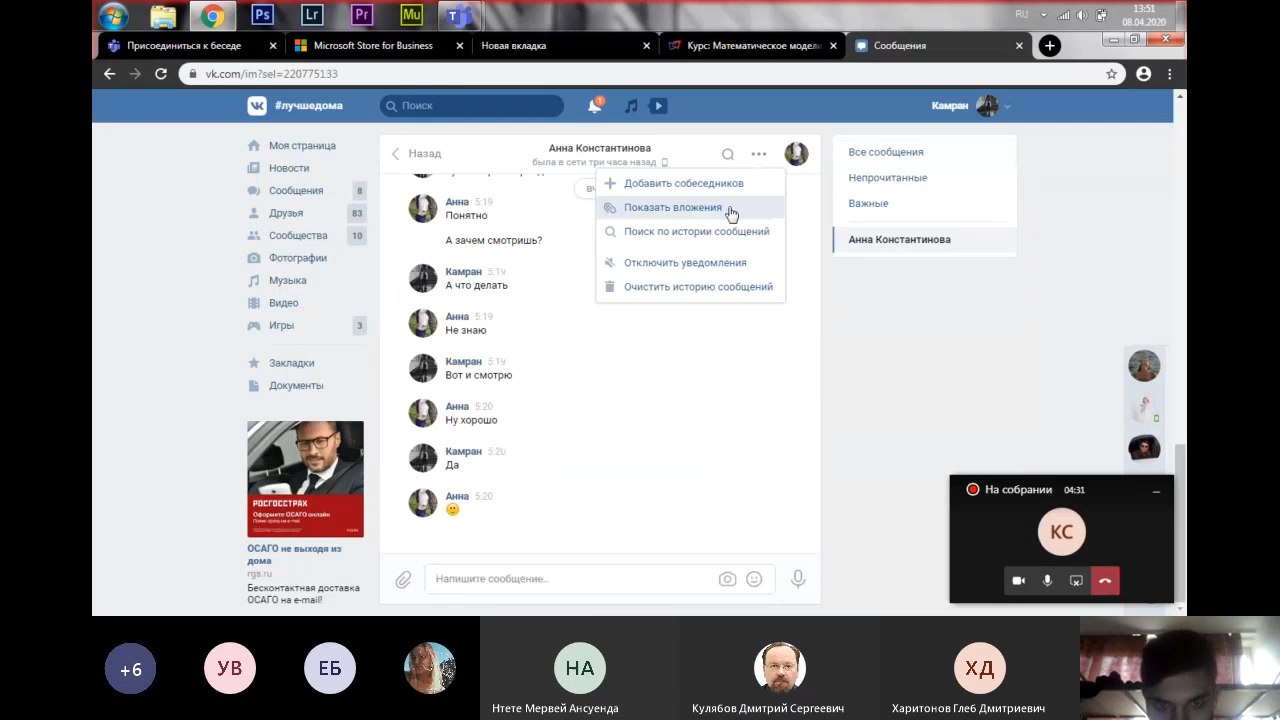 Ps
Lr
Pr
Mu
RU
13:51
08.04.2020
Присоединиться к беседе
Microsoft Store for Business
Новая вкладка
Курс: Математическое модели
Сообщения
vk.com/im?sel=220775133
#лучшедома
Поиск
1
Камран
Моя страница
Новости
Сообщения 8
Друзья 83
Сообщества 10
Фотографии
Музыка
Видео
Игры 3
Закладки
Документы
РОСГОССТРАХ
Оформите ОСАГО онлайн
ОСАГО не выходя из
дома
rgs.ru
Бесконтактная доставка
ОСАГО на e-mail!
Назад
Анна Константинова
была в сети три часа назад
Добавить собеседников
Показать вложения
Поиск по истории сообщений
Отключить уведомления
Очистить историю сообщений
Анна 5:19
Понятно
А зачем смотришь?
Камран 5:19
А что делать
Анна 5:19
Не знаю
Камран 5:19
Вот и смотрю
Анна 5:20
Ну хорошо
Камран 5:20
Да
Анна 5:20
Напишите сообщение...
Все сообщения
Непрочитанные
Важные
Анна Константинова
На собрании 04:31
КС
+6
УВ
ЕБ
НА
Нтете Мервей Ансуенда
Кулябов Дмитрий Сергеевич
ХД
Харитонов Глеб Дмитриевич